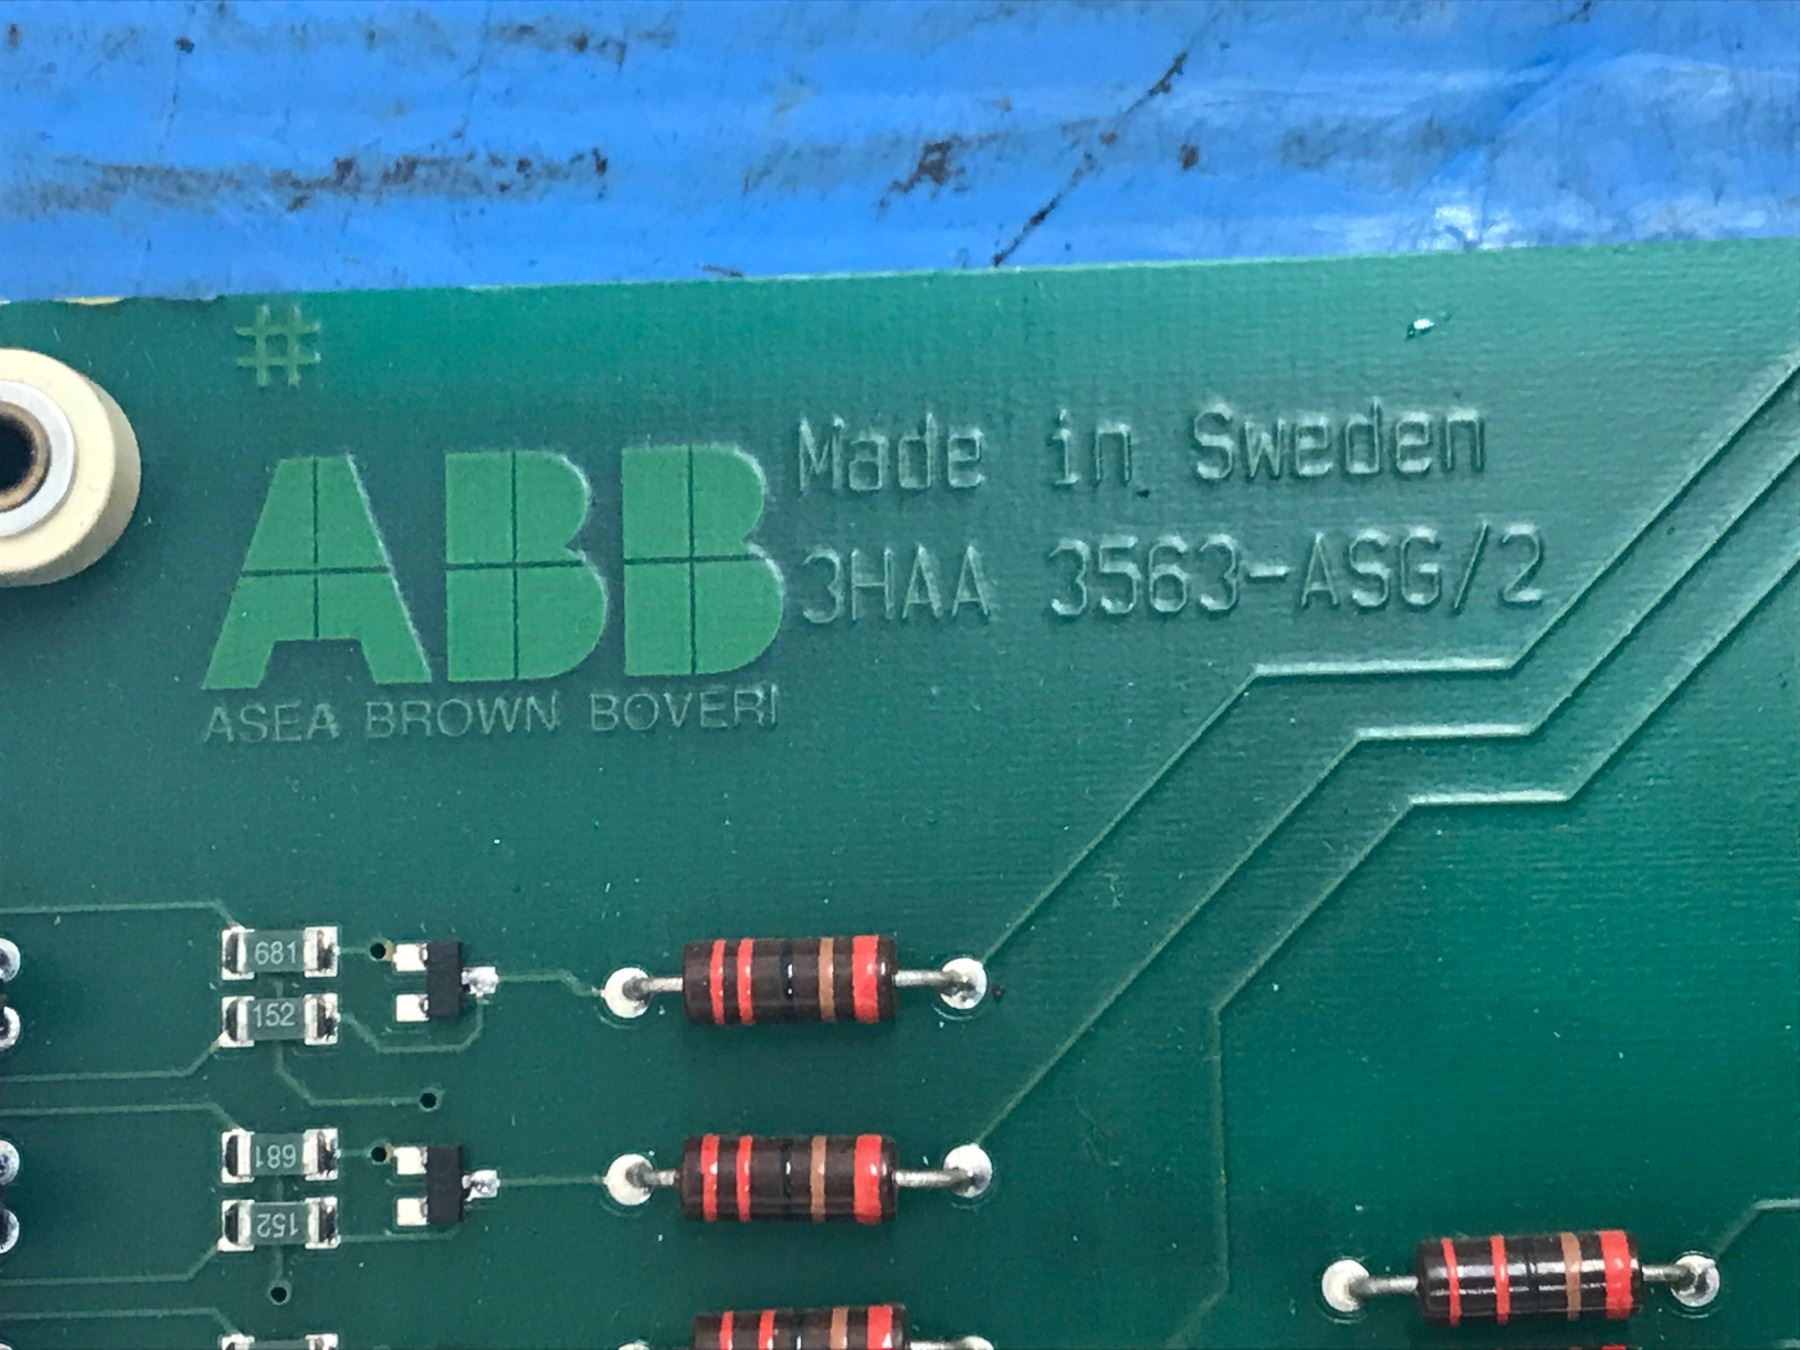 #
ABB
Made in Sweden
3HAA 3563-ASG/2
ASEA BROWN BOVERI
681
152
681
152